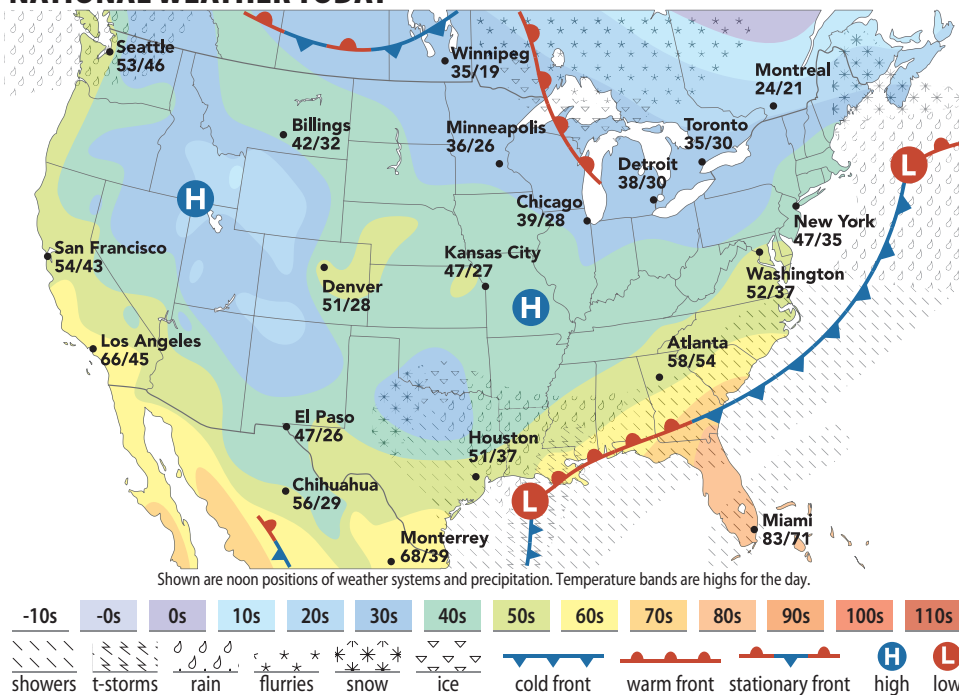 NATIONAL WEATHER TODAY
Seattle
53/46
Winnipeg
35/19
Montreal
24/21
Billings
42/32
Minneapolis
36/26
Toronto
35/30
Detroit
38/30
H
L
Chicago
39/28
New York
47/35
San Francisco
54/43
Kansas City
47/27
Washington
52/37
Denver
51/28
H
Los Angeles
66/45
Atlanta
58/54
El Paso
47/26
Houston
51/37
Chihuahua
56/29
L
Miami
83/71
Monterrey
68/39
Shown are noon positions of weather systems and precipitation. Temperature bands are highs for the day.
-10s -0s 0s 10s 20s 30s 40s 50s 60s 70s 80s 90s 100s 110s
H L
showers t-storms rain flurries snow ice cold front warm front stationary front high low